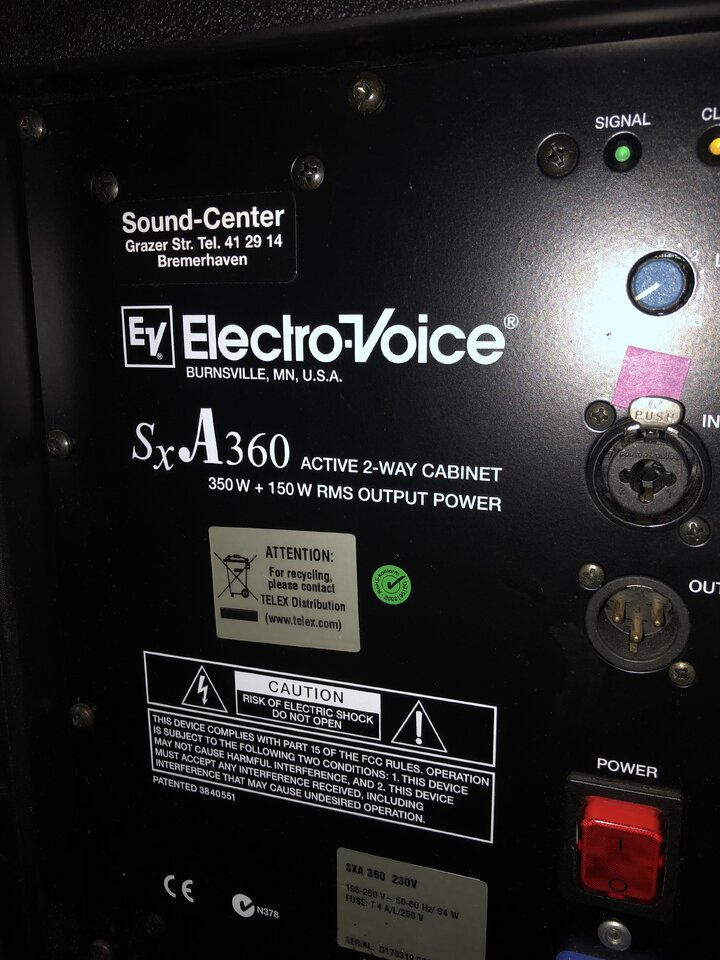 SIGNAL
Sound-Center
Grazer Str. Tel. 41 29 14
Bremerhaven
0
2
EV Electro-Voice®
BURNSVILLE, MN, U.S.A.
PUSH
SxA360 ACTIVE 2-WAY CABINET
350 W + 150 W RMS OUTPUT POWER
ATTENTION:
For recycling,
please contact
TELEX Distribution
(www.telex.com)
CAUTION
RISK OF ELECTRIC SHOCK
DO NOT OPEN
THIS DEVICE COMPLIES WITH PART 15 OF THE FCC RULES. OPERATION
IS SUBJECT TO THE FOLLOWING TWO CONDITIONS: 1. THIS DEVICE
MAY NOT CAUSE HARMFUL INTERFERENCE, AND 2. THIS DEVICE
MUST ACCEPT ANY INTERFERENCE RECEIVED, INCLUDING
INTERFERENCE THAT MAY CAUSE UNDESIRED OPERATION.
PATENTED 3840551
POWER
I
O
CE
N378
SXA 360 230V
195-250 V ~ 50-60 Hz/ 84 W
FUSE: T 4 A/L/250 V
SERIAL: D170319